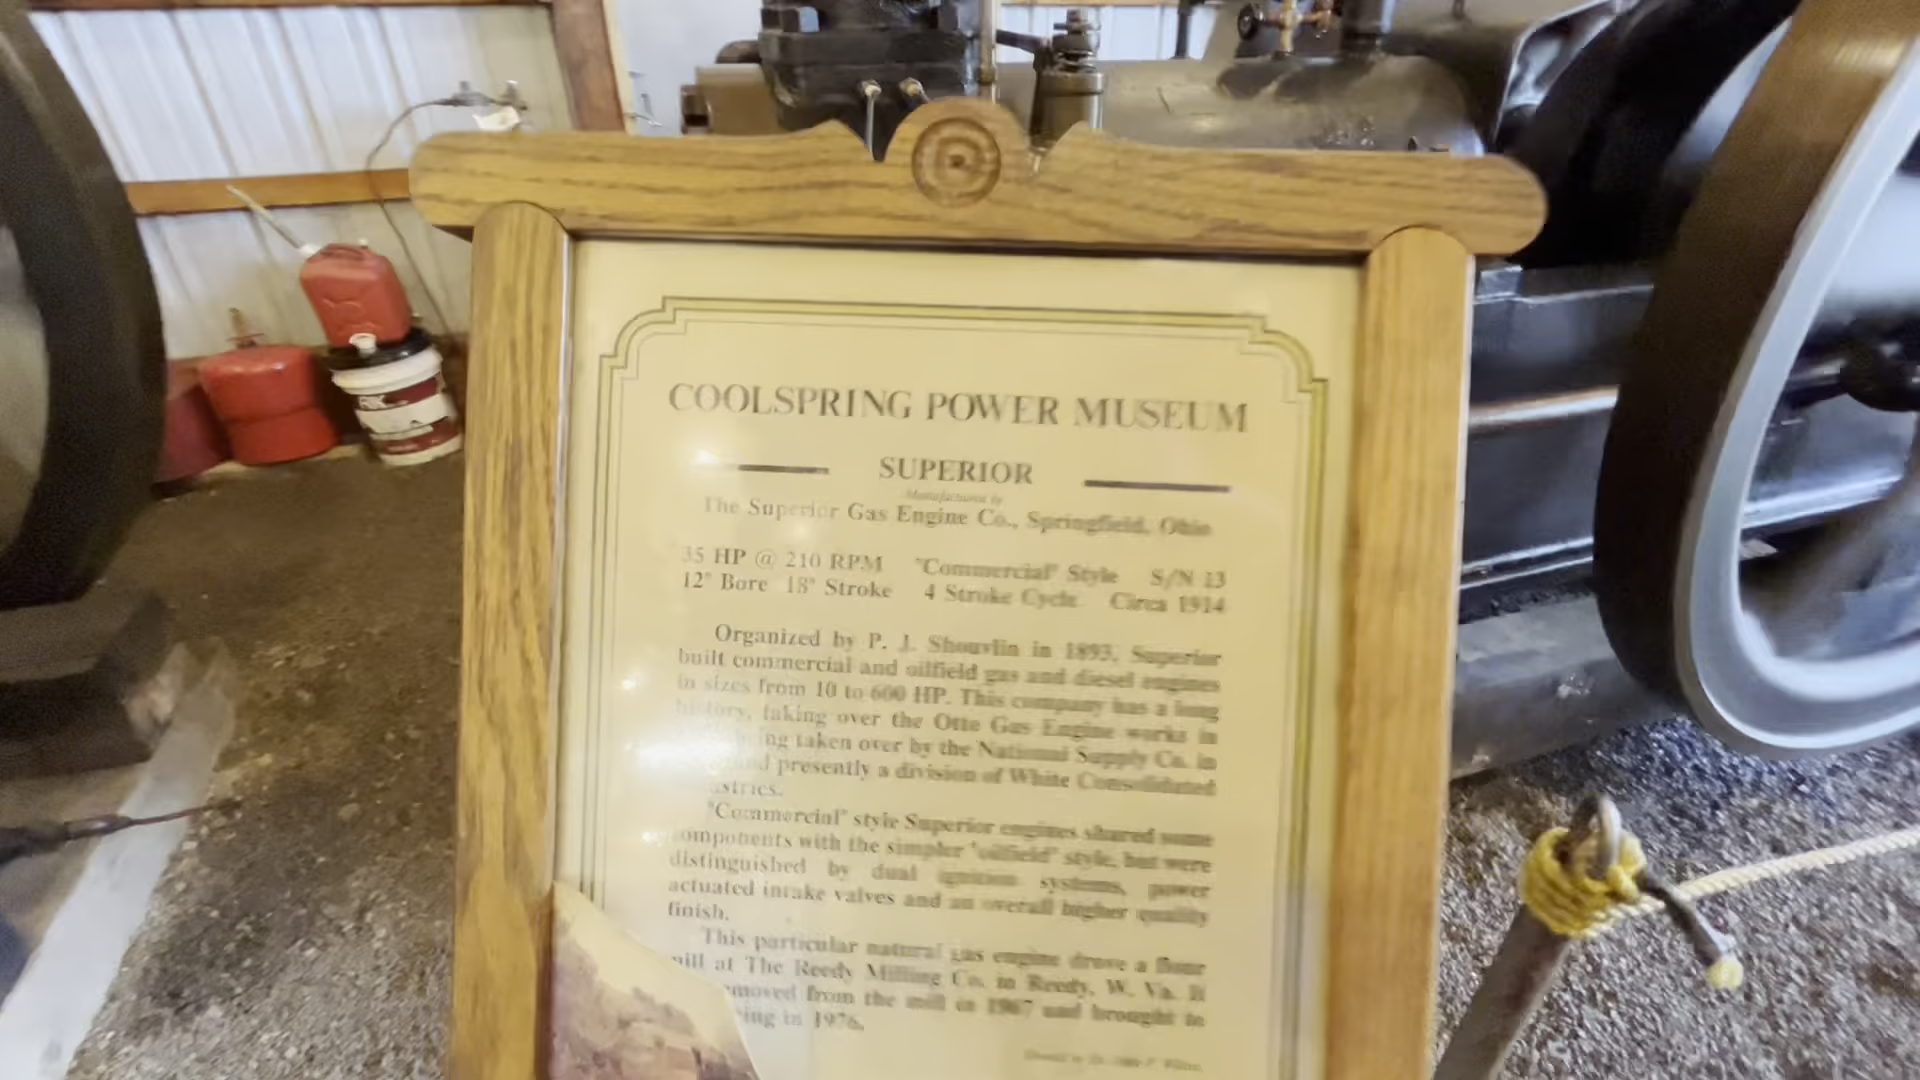 COOLSPRING POWER MUSEUM
SUPERIOR
Manufactured by
The Superior Gas Engine Co., Springfield, Ohio
35 HP @ 210 RPM "Commercial" Style S/N 13
12" Bore 18" Stroke 4 Stroke Cycle Circa 1914
Organized by P. J. Shouvlin in 1893, Superior
built commercial and oilfield gas and diesel engines
in sizes from 10 to 600 HP. This company has a long
history, taking over the Otto Gas Engine works in
taken over by the National Supply Co. in
and presently a division of White Consolidated
"Commercial" style Superior engines shared some
components with the simpler "oilfield" style, but were
distinguished by dual ignition systems, power
actuated intake valves and an overall higher quality
finish.
This particular natural gas engine drove a flour
mill at The Reedy Milling Co. in Reedy, W. Va. It
removed from the mill in 1967 and brought to
in 1976.